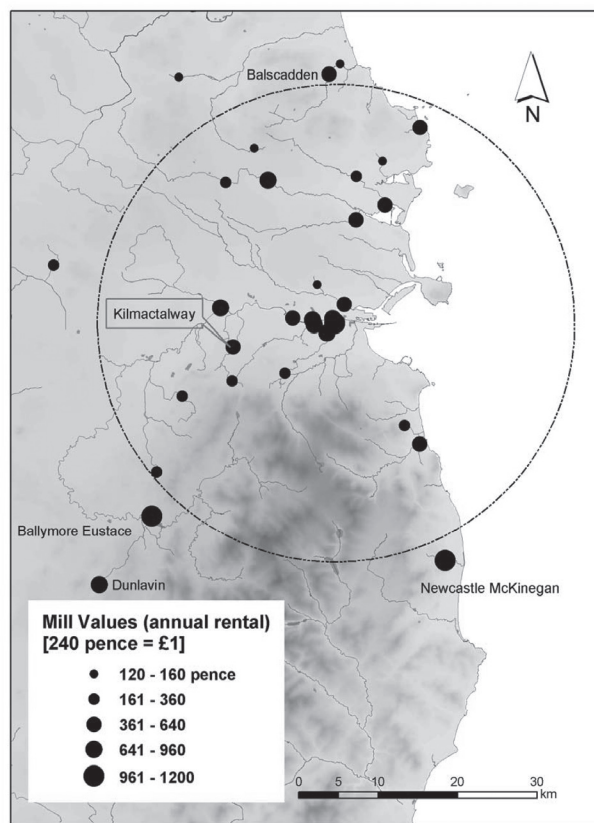 Balscadden
N
Kilmactalway
Ballymore Eustace
Dunlavin
Newcastle McKinegan
Mill Values (annual rental)
[240 pence = £1]
120 - 160 pence
161 - 360
361 - 640
641 - 960
961 - 1200
0 5 10 20 30
km